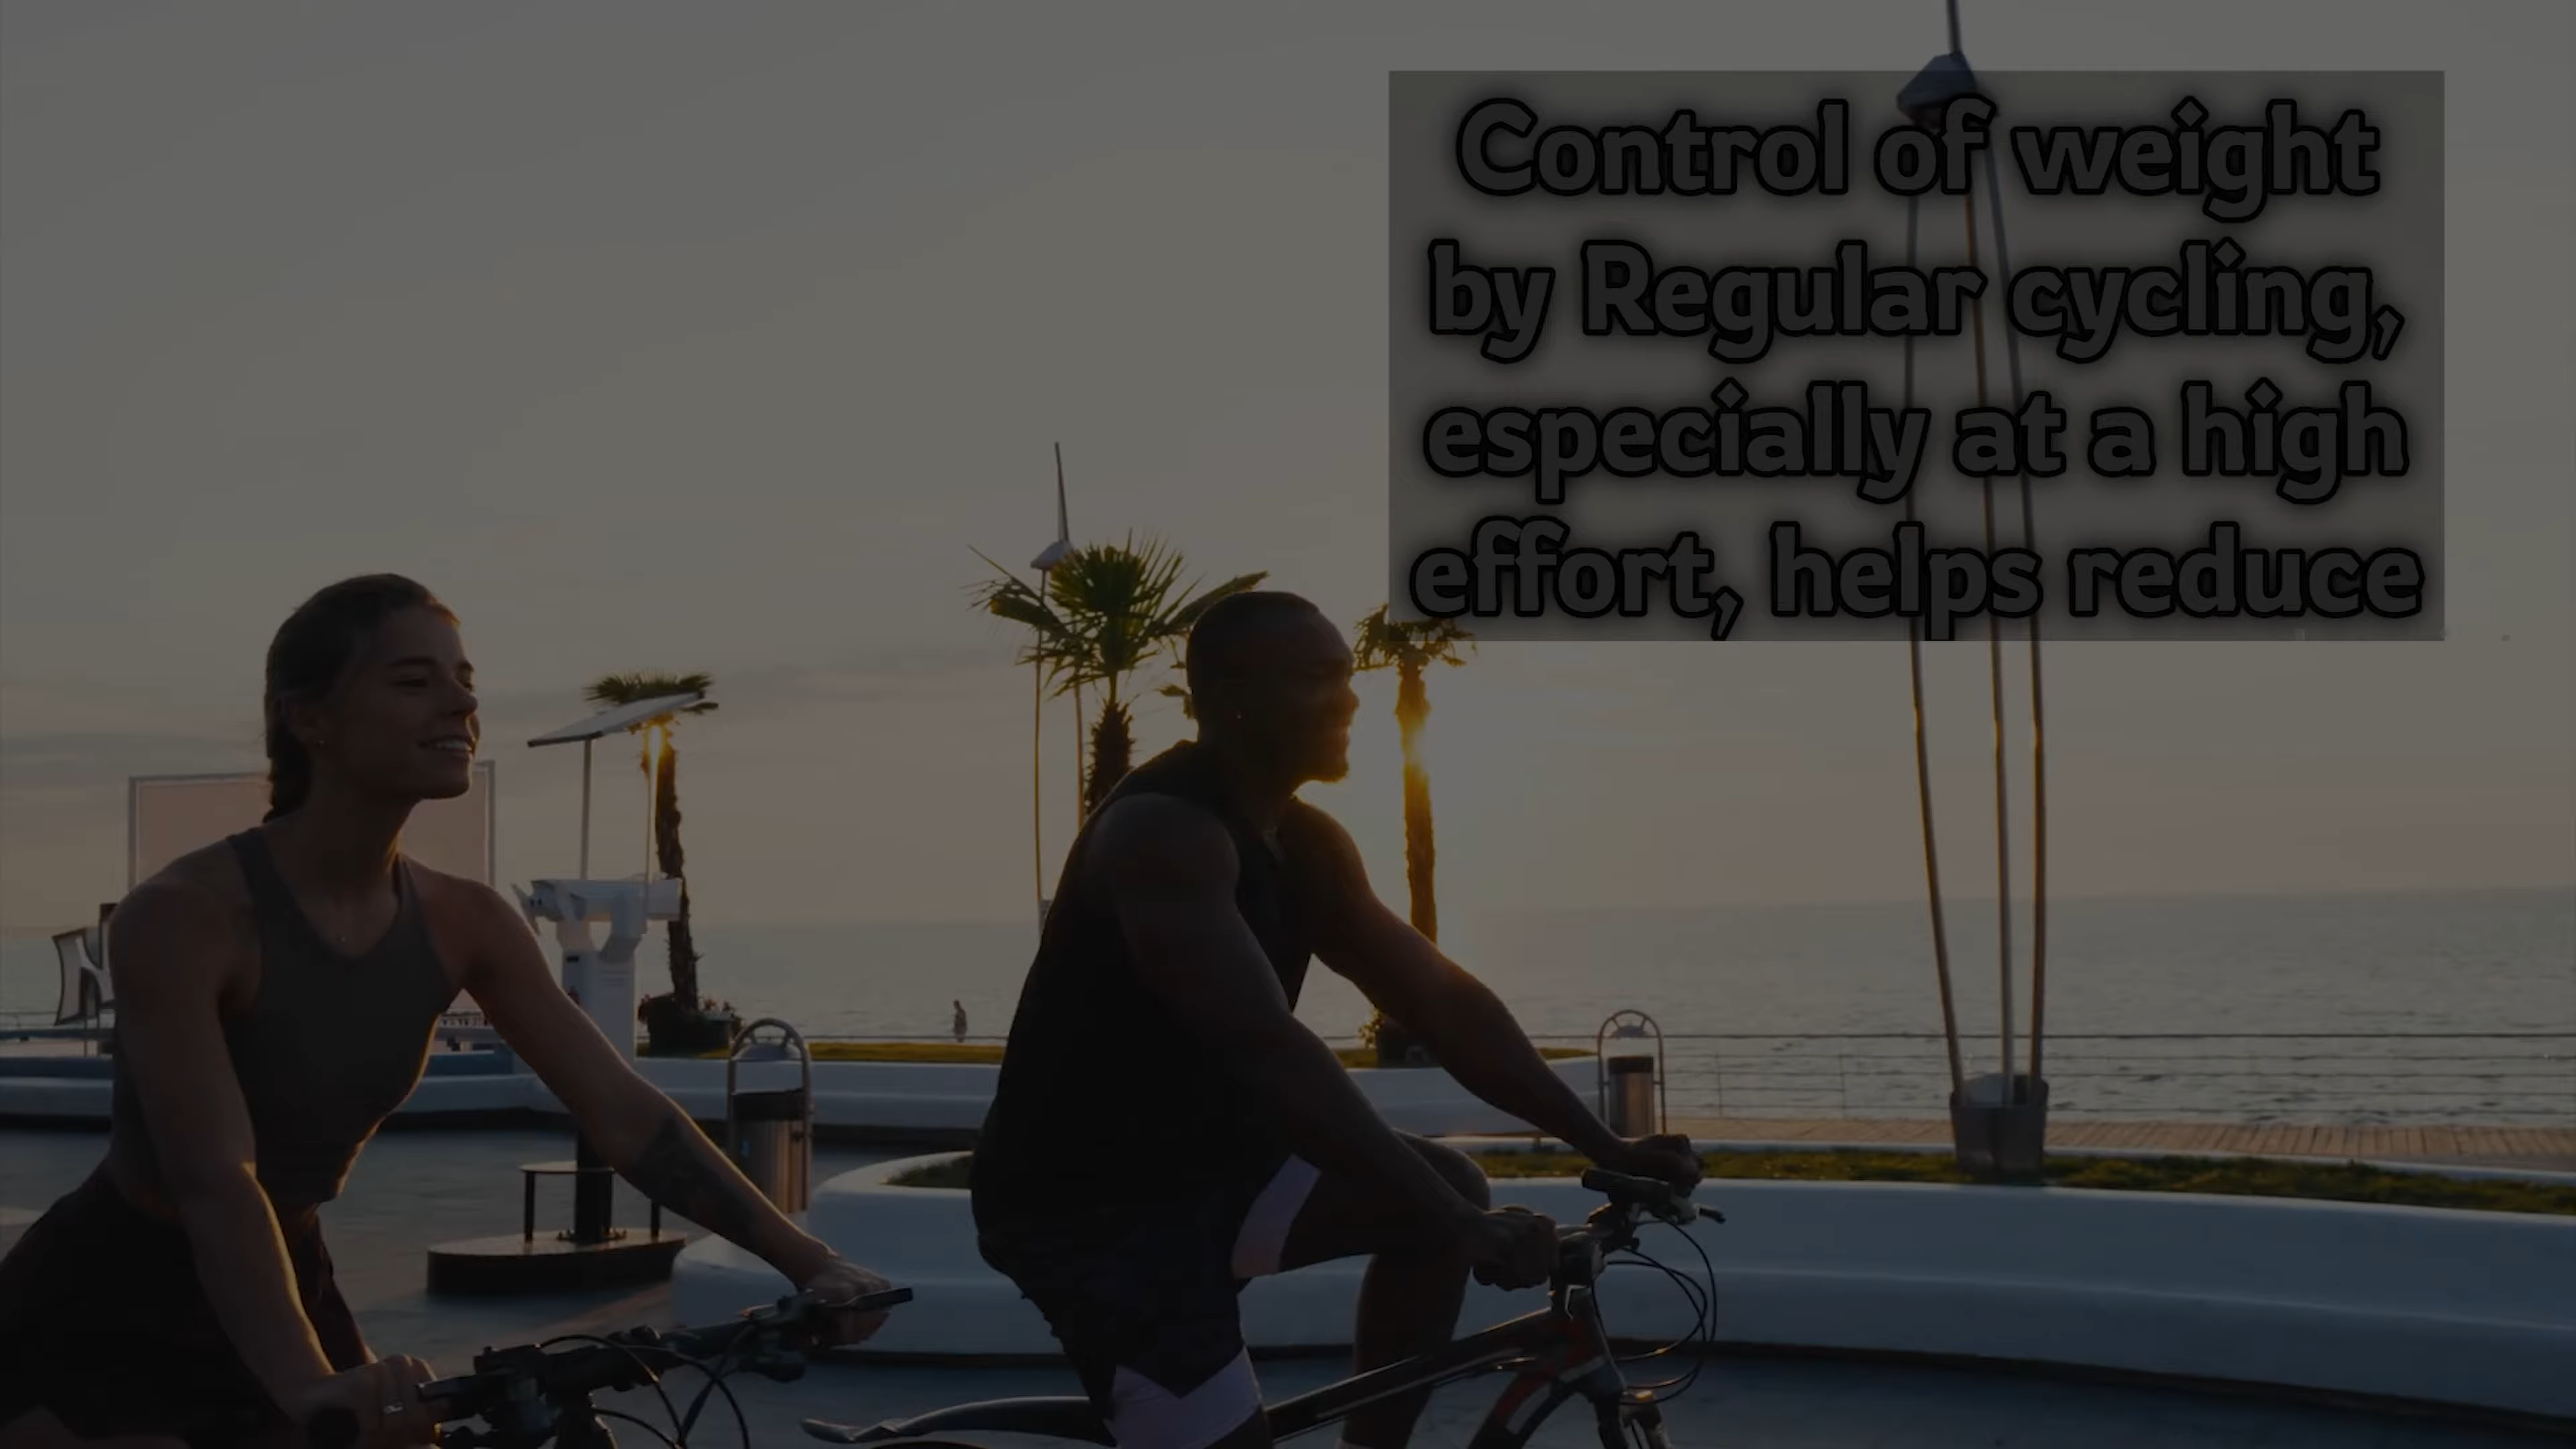 Control of weight
by Regular cycling,
especially at a high
effort, helps reduce